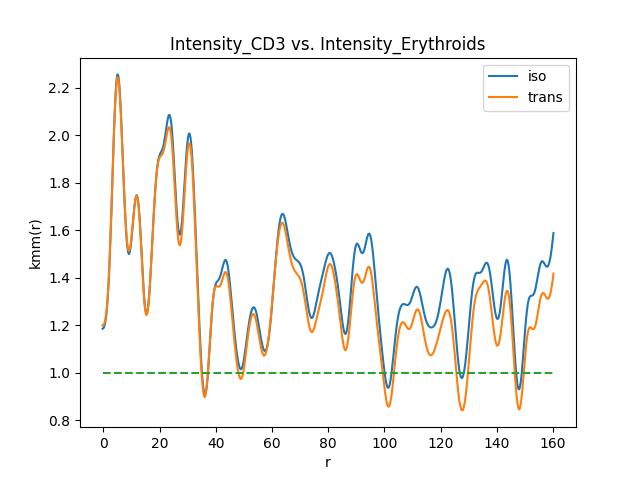 Intensity_CD3 vs. Intensity_Erythroids
iso
trans
2.2
2.0
1.8
1.6
1.4
1.2
1.0
0.8
kmm(r)
0 20 40 60 80 100 120 140 160
r